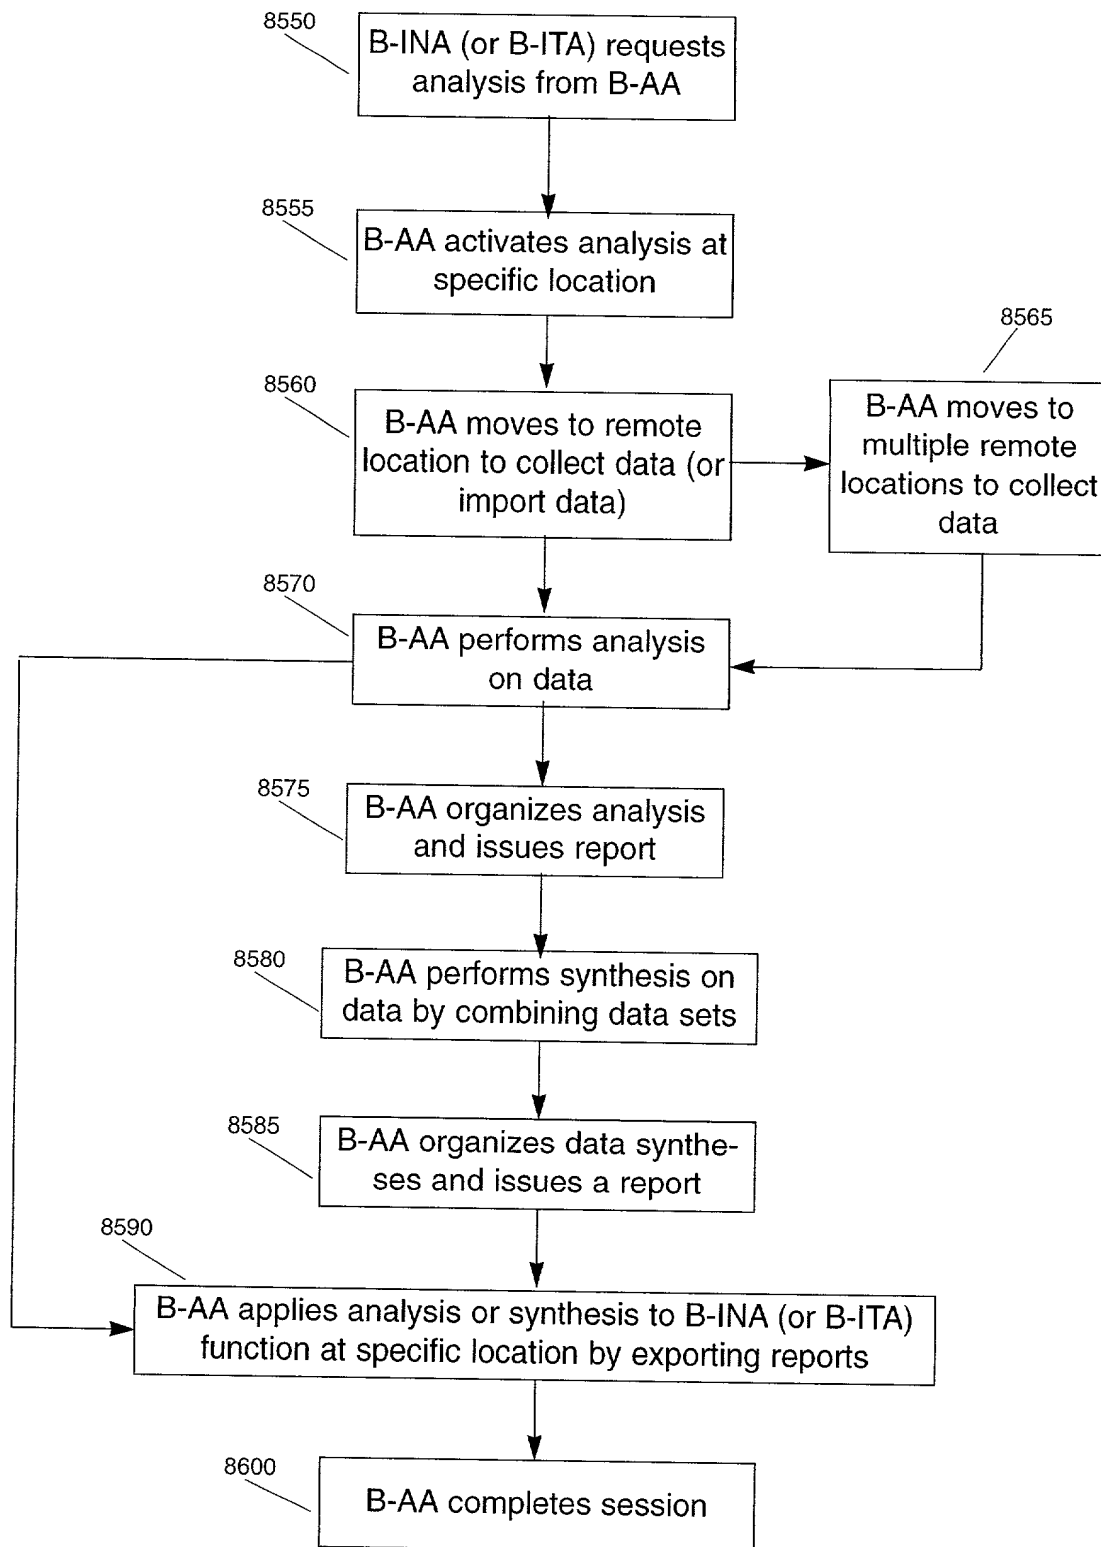 8550
B-INA (or B-ITA) requests
analysis from B-AA
8555
B-AA activates analysis at
specific location
8565
8560
B-AA moves to remote
location to collect data (or
import data)
B-AA moves to
multiple remote
locations to collect
data
8570
B-AA performs analysis
on data
8575
B-AA organizes analysis
and issues report
8580
B-AA performs synthesis on
data by combining data sets
8585
B-AA organizes data synthe-
ses and issues a report
8590
B-AA applies analysis or synthesis to B-INA (or B-ITA)
function at specific location by exporting reports
8600
B-AA completes session